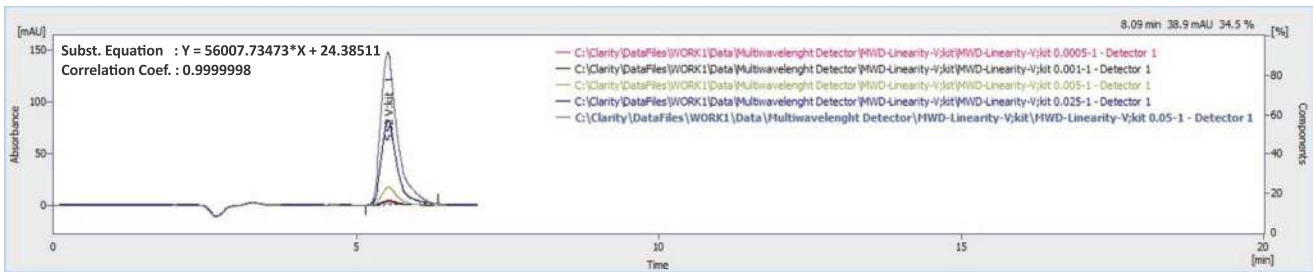 8.09 min 38.9 mAU 34.5 %
[mAU]
[%]
Subst. Equation : Y = 56007.73473*X + 24.38511
Correlation Coef. : 0.9999998
C:\Clarity\DataFiles\WORK1\Data\Multiwavelenght Detector\MWD-Linearity-V;kit\MWD-Linearity-V;kit 0.0005-1 - Detector 1
C:\Clarity\DataFiles\WORK1\Data\Multiwavelenght Detector\MWD-Linearity-V;kit\MWD-Linearity-V;kit 0.001-1 - Detector 1
C:\Clarity\DataFiles\WORK1\Data\Multiwavelenght Detector\MWD-Linearity-V;kit\MWD-Linearity-V;kit 0.005-1 - Detector 1
C:\Clarity\DataFiles\WORK1\Data\Multiwavelenght Detector\MWD-Linearity-V;kit\MWD-Linearity-V;kit 0.025-1 - Detector 1
C:\Clarity\DataFiles\WORK1\Data\Multiwavelenght Detector\MWD-Linearity-V;kit\MWD-Linearity-V;kit 0.05-1 - Detector 1
150
100
50
0
Absorbance
V;kit 1
80
60
40
20
0
Components
0 5 10 15 20
Time
[min]